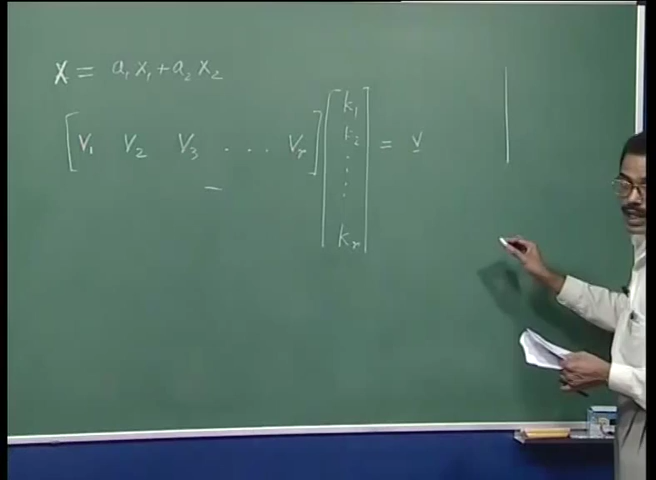 x = a₁x₁ + a₂x₂
[V₁ V₂ V₃ . . . Vᵣ] [k₁ k₂ ⋮ kᵣ] = v